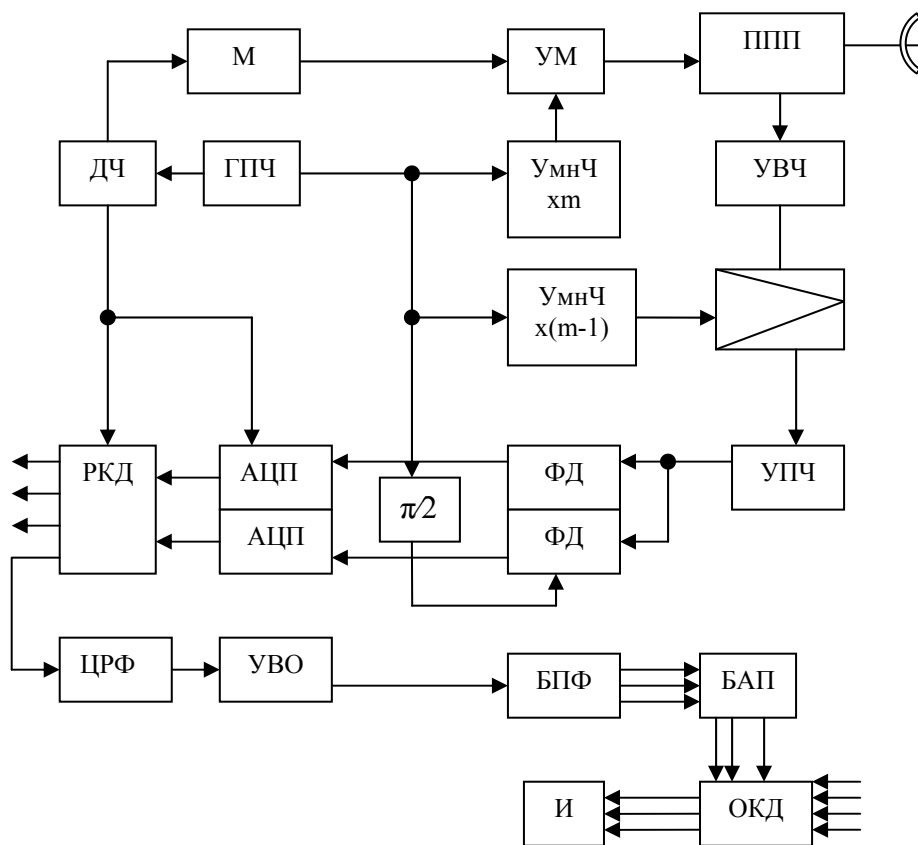 М
УМ
ППП
ДЧ
ГПЧ
УмнЧ
xm
УВЧ
УмнЧ
x(m-1)
РКД
АЦП
ФД
УПЧ
π/2
АЦП
ФД
ЦРФ
УВО
БПФ
БАП
И
ОКД